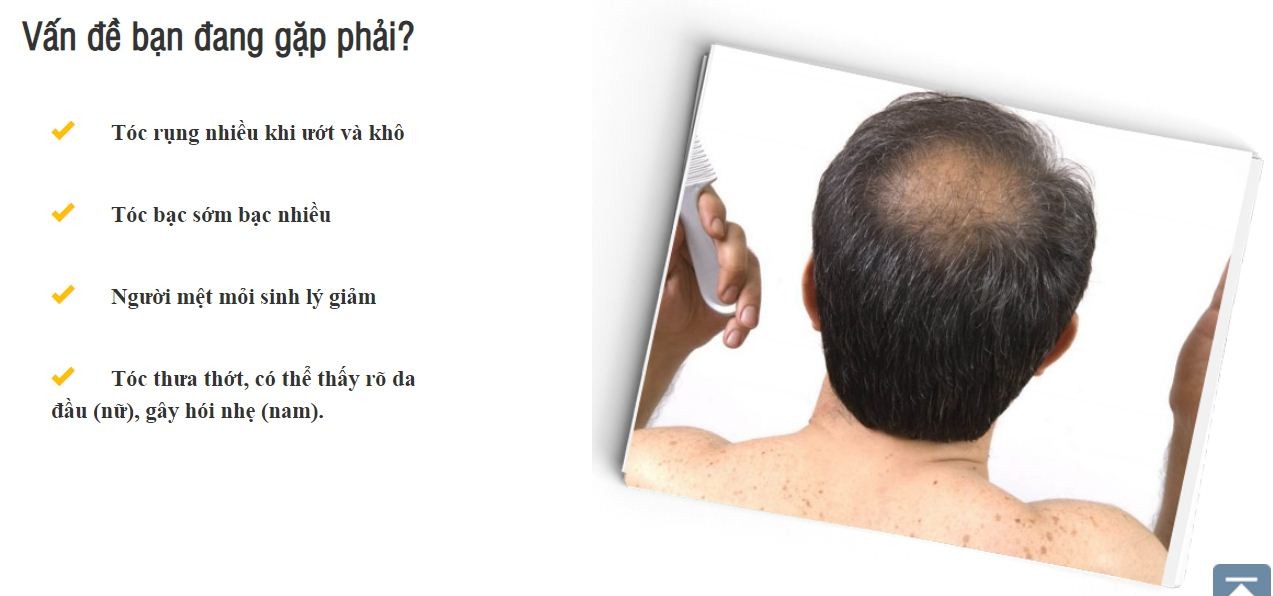 Vấn đề bạn đang gặp phải?
Tóc rụng nhiều khi ướt và khô
Tóc bạc sớm bạc nhiều
Người mệt mỏi sinh lý giảm
Tóc thưa thớt, có thể thấy rõ da
đầu (nữ), gây hói nhẹ (nam).